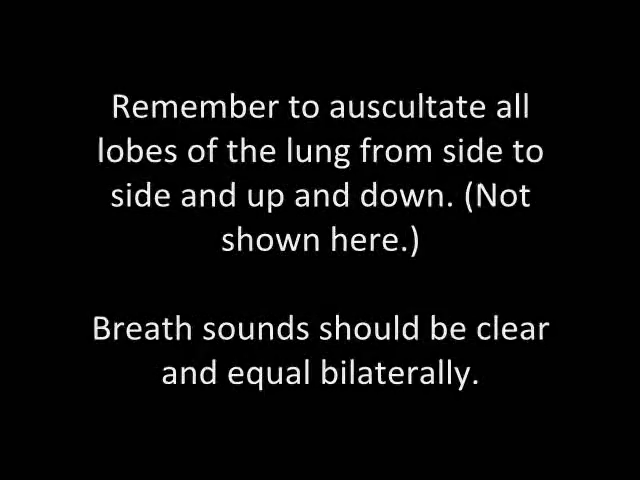 Remember to auscultate all
lobes of the lung from side to
side and up and down. (Not
shown here.)
Breath sounds should be clear
and equal bilaterally.